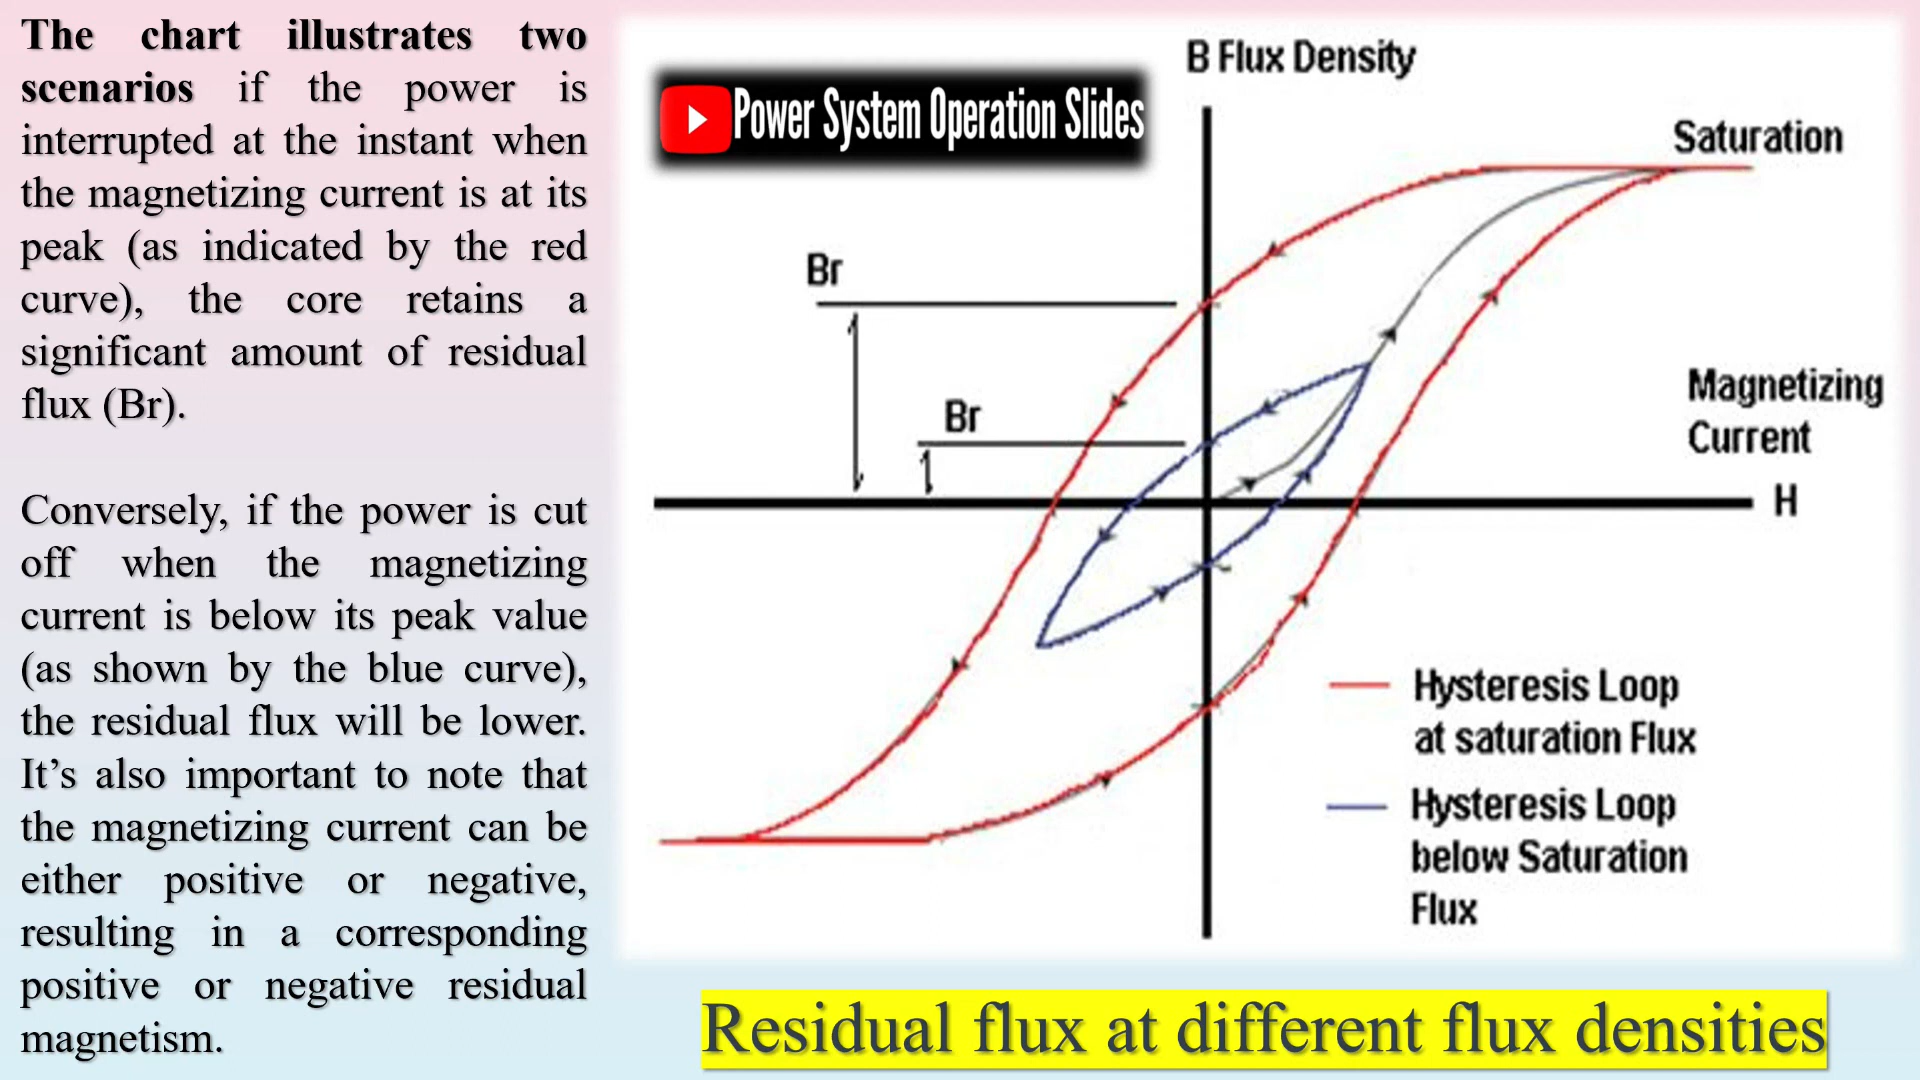 The chart illustrates two
scenarios if the power is
interrupted at the instant when
the magnetizing current is at its
peak (as indicated by the red
curve), the core retains a
significant amount of residual
flux (Br).
Conversely, if the power is cut
off when the magnetizing
current is below its peak value
(as shown by the blue curve),
the residual flux will be lower.
It’s also important to note that
the magnetizing current can be
either positive or negative,
resulting in a corresponding
positive or negative residual
magnetism.
B Flux Density
Power System Operation Slides
Saturation
Br
Br
Magnetizing
Current
H
Hysteresis Loop
at saturation Flux
Hysteresis Loop
below Saturation
Flux
Residual flux at different flux densities